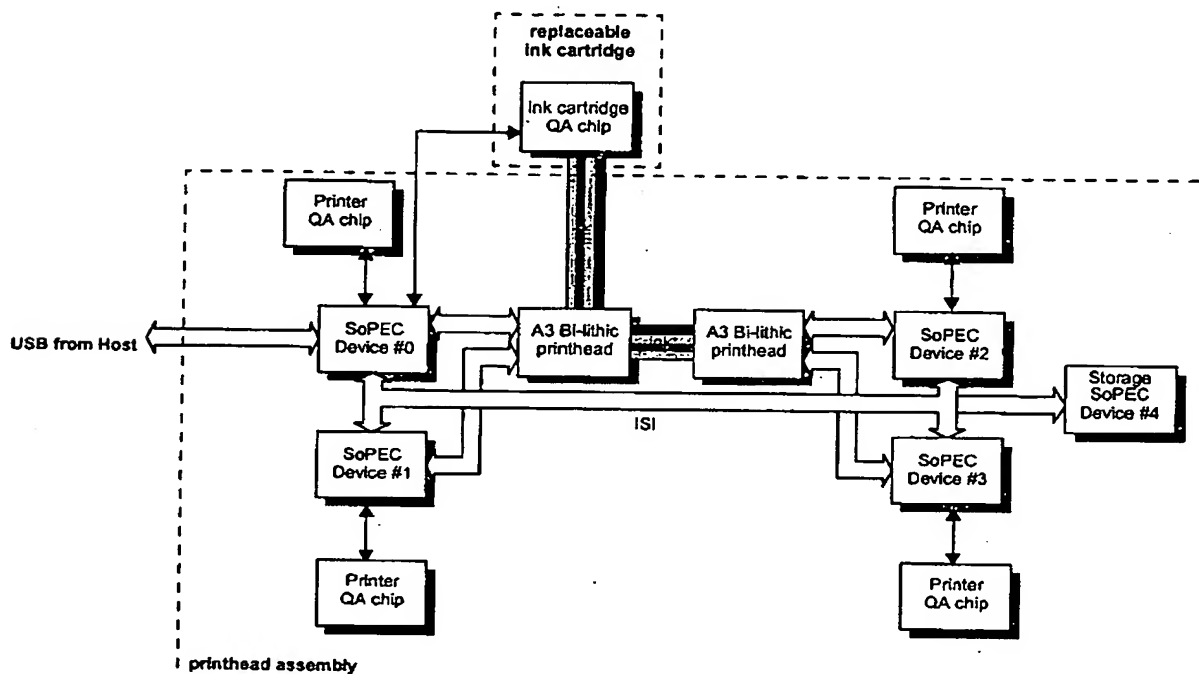 replaceable
ink cartridge
Ink cartridge
QA chip
Printer
QA chip
Printer
QA chip
USB from Host
SoPEC
Device #0
A3 Bi-lithic
printhead
A3 Bi-lithic
printhead
SoPEC
Device #2
Storage
SoPEC
Device #4
ISI
SoPEC
Device #1
SoPEC
Device #3
Printer
QA chip
Printer
QA chip
printhead assembly